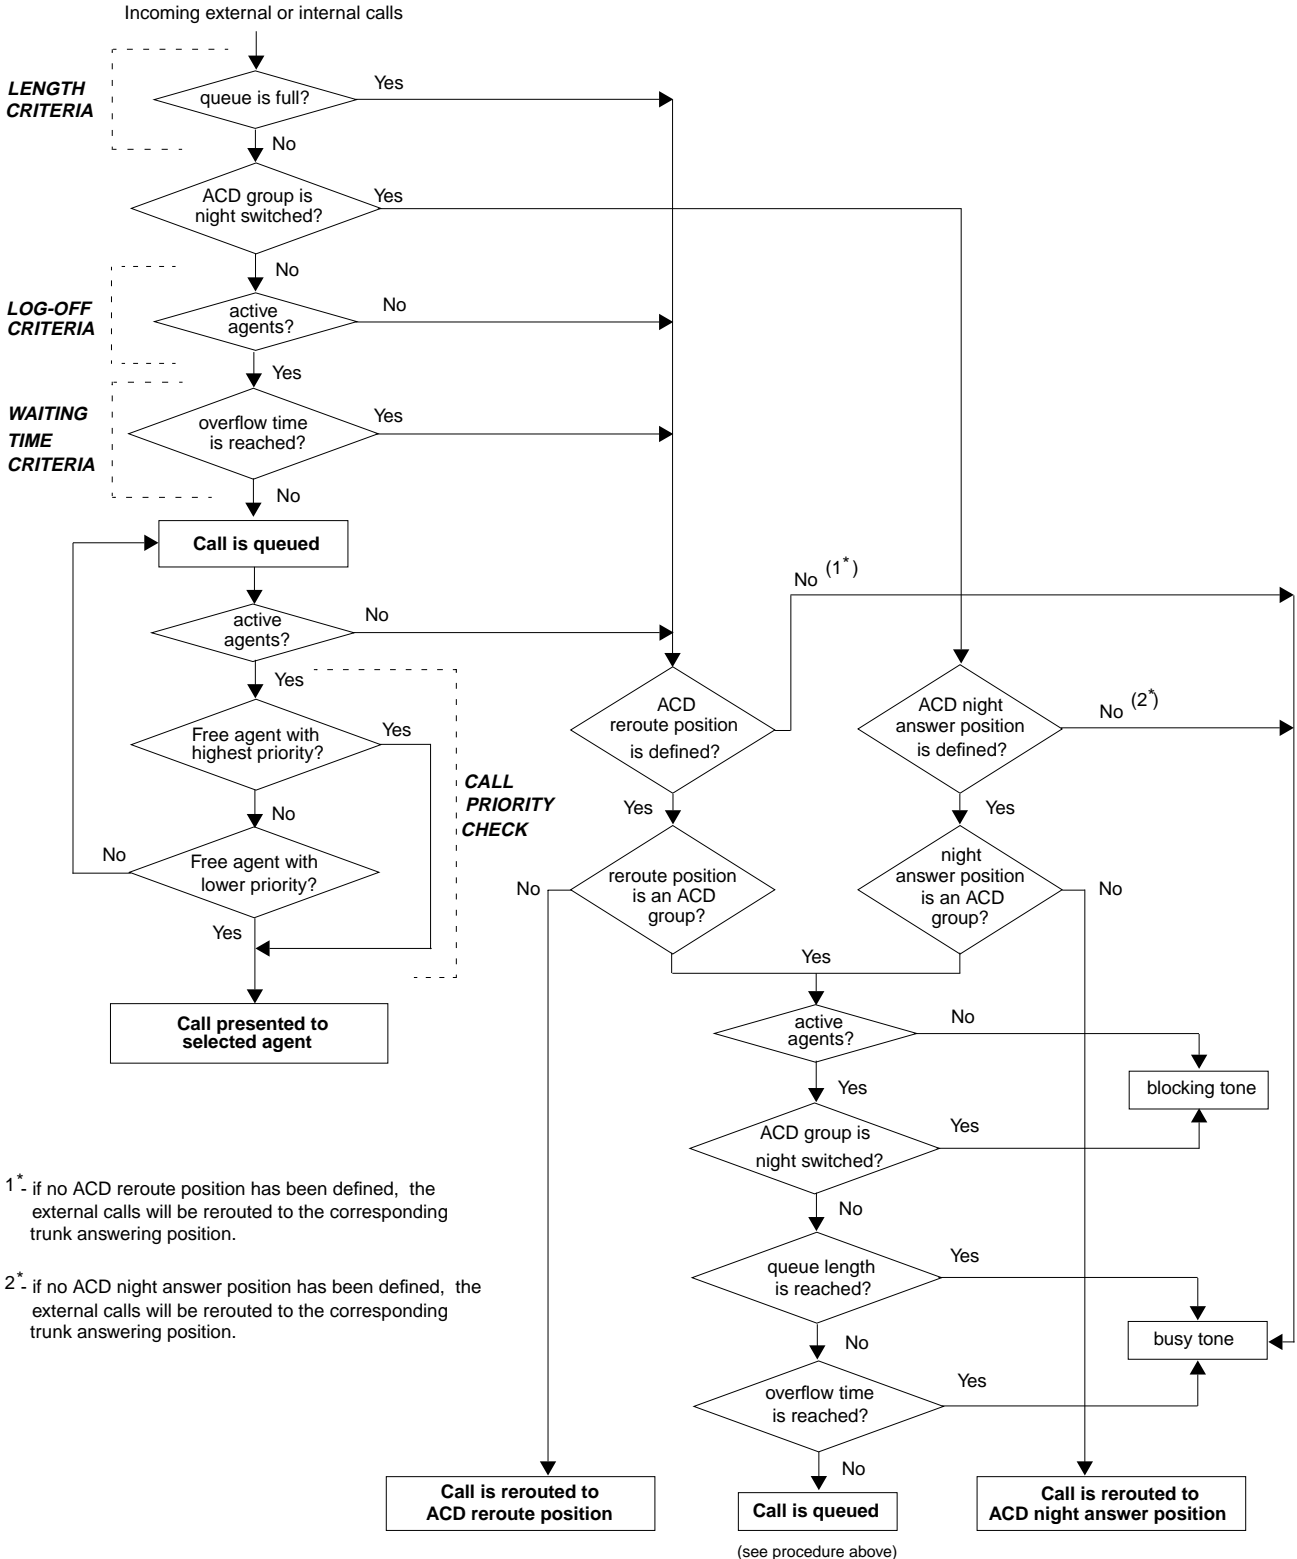 Incoming external or internal calls
LENGTH
CRITERIA
queue is full?
Yes
No
ACD group is
night switched?
Yes
No
LOG-OFF
CRITERIA
active
agents?
No
Yes
WAITING
TIME
CRITERIA
overflow time
is reached?
Yes
No
Call is queued
active
agents?
No
Yes
Free agent with
highest priority?
Yes
No
CALL
PRIORITY
CHECK
Free agent with
lower priority?
No
Yes
Call presented to
selected agent
No (1*)
ACD
reroute position
is defined?
Yes
ACD night
answer position
is defined?
No (2*)
Yes
reroute position
is an ACD
group?
No
night
answer position
is an ACD
group?
No
Yes
active
agents?
No
Yes
blocking tone
ACD group is
night switched?
Yes
No
queue length
is reached?
Yes
No
busy tone
overflow time
is reached?
Yes
No
1*- if no ACD reroute position has been defined, the
external calls will be rerouted to the corresponding
trunk answering position.
2*- if no ACD night answer position has been defined, the
external calls will be rerouted to the corresponding
trunk answering position.
Call is rerouted to
ACD reroute position
Call is queued
(see procedure above)
Call is rerouted to
ACD night answer position